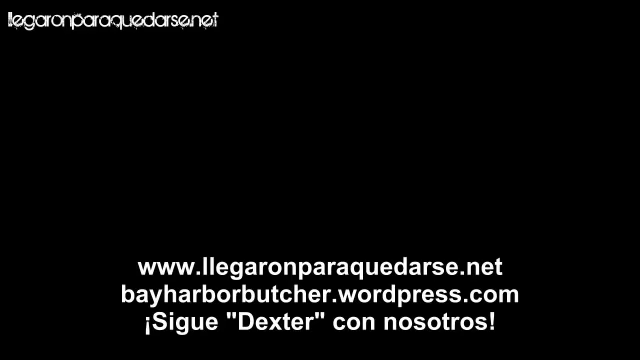 llegaronparaquedarse.net
www.llegaronparaquedarse.net
bayharborbutcher.wordpress.com
¡Sigue "Dexter" con nosotros!